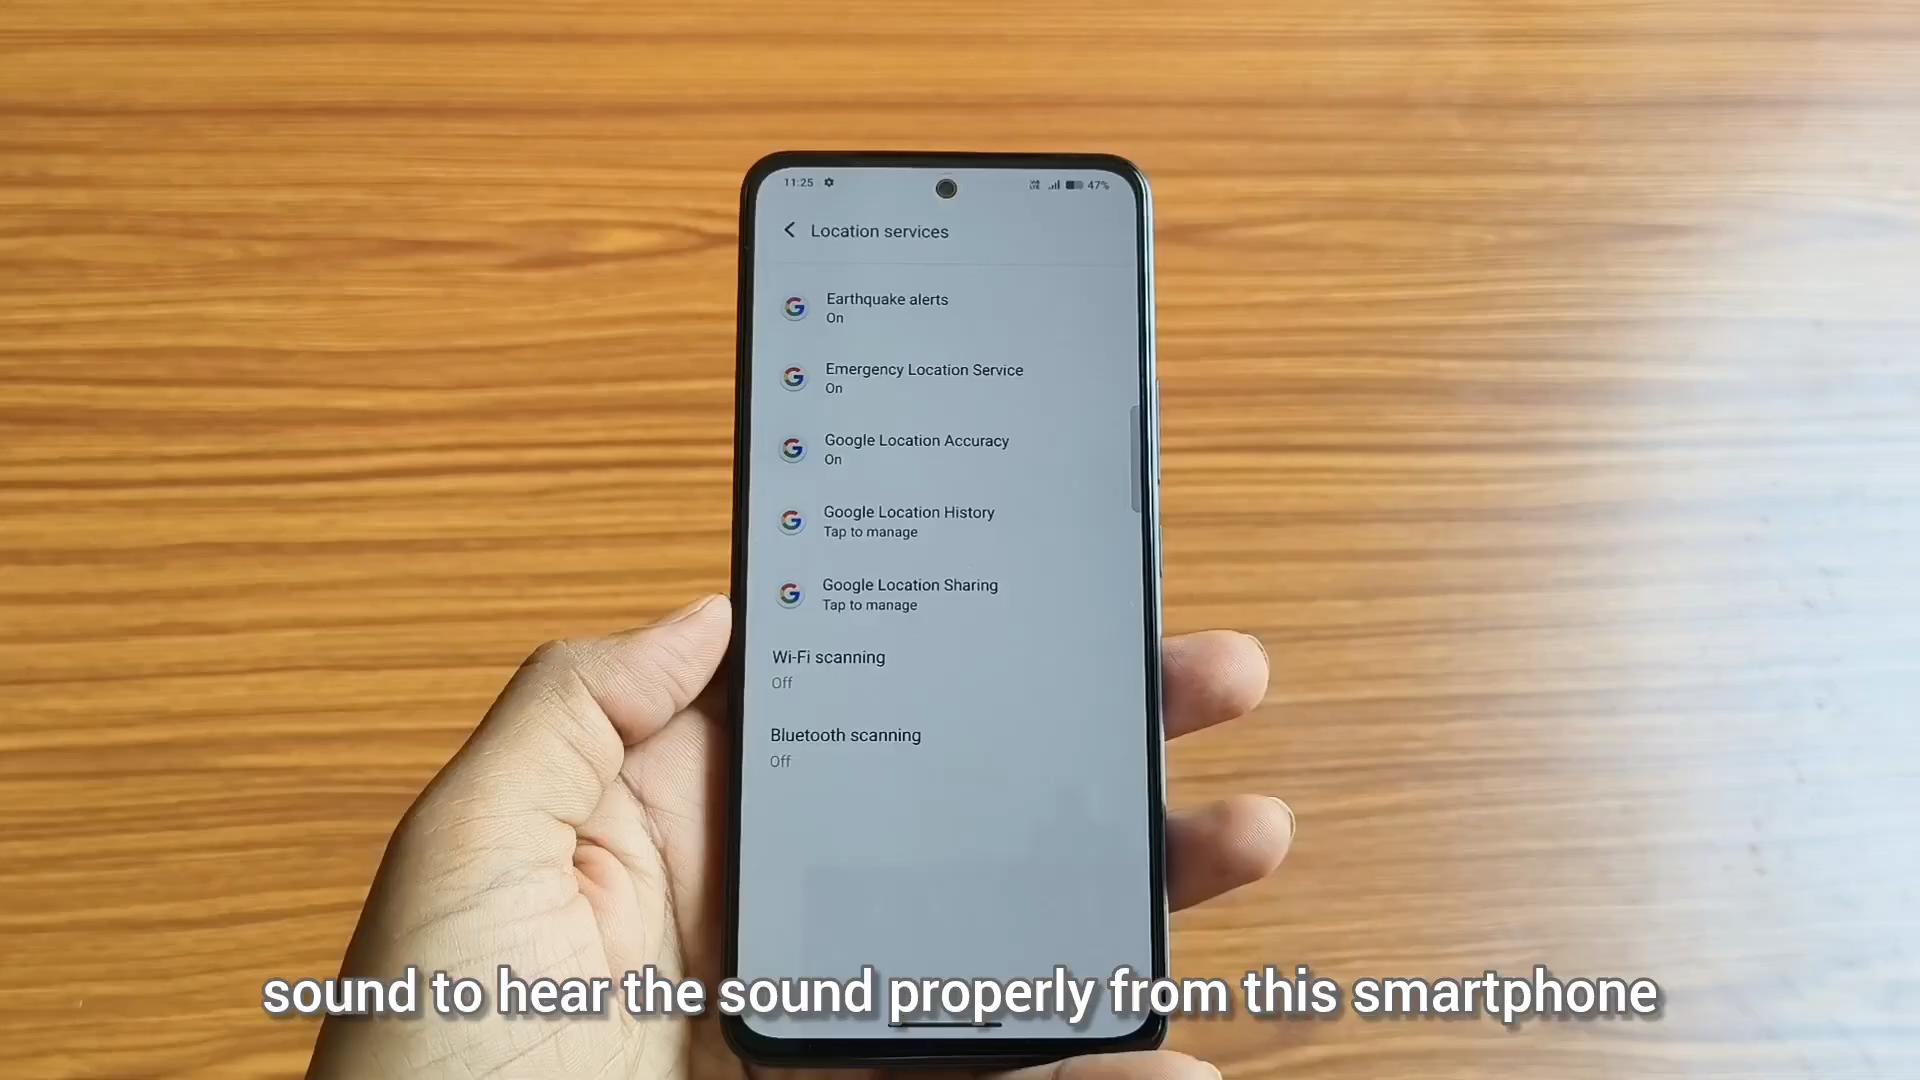 11:25
47%
Location services
Earthquake alerts
On
Emergency Location Service
On
Google Location Accuracy
On
Google Location History
Tap to manage
Google Location Sharing
Tap to manage
Wi-Fi scanning
Off
Bluetooth scanning
Off
sound to hear the sound properly from this smartphone